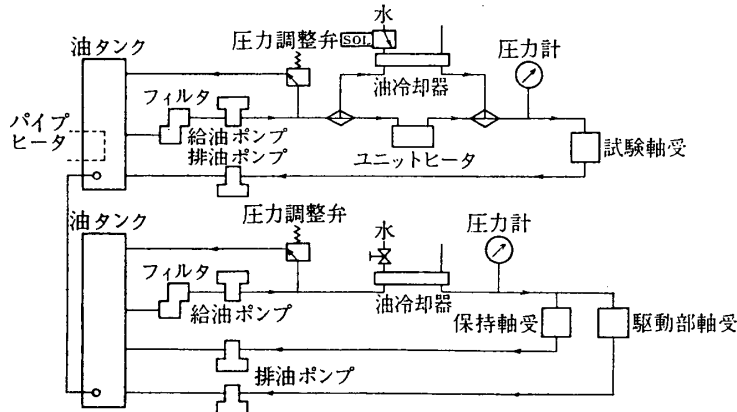 水
圧力調整弁
SOL
油タンク
圧力計
油冷却器
フィルタ
パイプ
ヒータ
給油ポンプ
排油ポンプ
ユニットヒータ
試験軸受
油タンク
圧力調整弁
水
圧力計
フィルタ
給油ポンプ
油冷却器
保持軸受
駆動部軸受
排油ポンプ